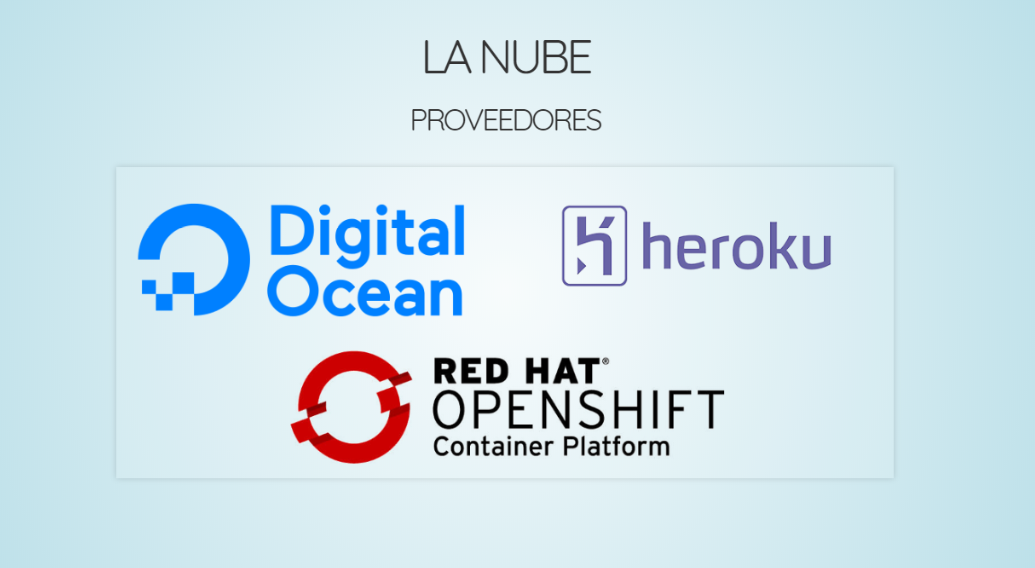 LA NUBE
PROVEEDORES
Digital
Ocean
heroku
RED HAT®
OPENSHIFT
Container Platform